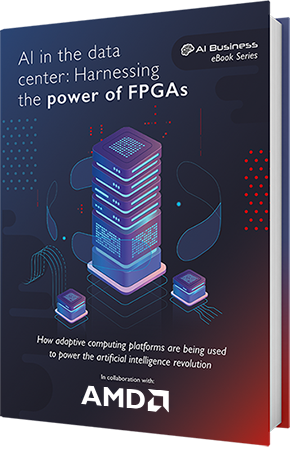 AI Business
eBook Series
AI in the data
center: Harnessing
the power of FPGAs
How adaptive computing platforms are being used
to power the artificial intelligence revolution
In collaboration with:
AMD